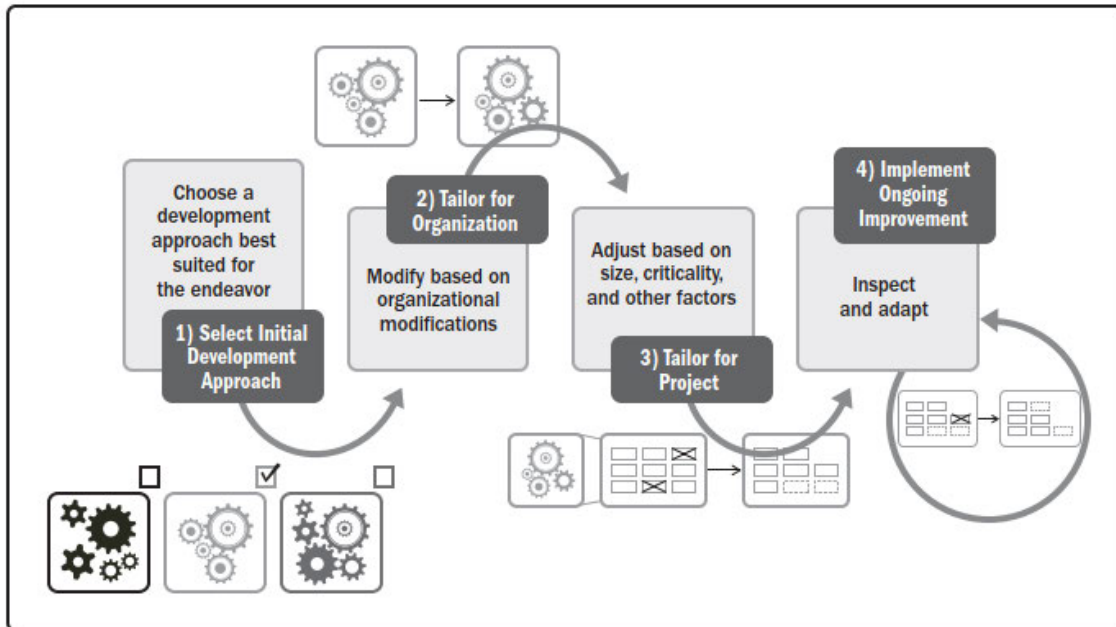 Choose a
development
approach best
suited for
the endeavor
1) Select Initial
Development
Approach
2) Tailor for
Organization
Modify based on
organizational
modifications
Adjust based on
size, criticality,
and other factors
3) Tailor for
Project
4) Implement
Ongoing
Improvement
Inspect
and adapt